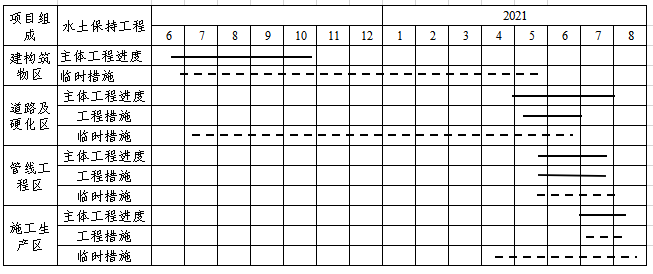 项目组成 水土保持工程 2021
6 7 8 9 10 11 12 1 2 3 4 5 6 7 8
建构筑物区 主体工程进度
临时措施
道路及硬化区 主体工程进度
工程措施
临时措施
管线工程区 主体工程进度
工程措施
临时措施
施工生产区 主体工程进度
工程措施
临时措施